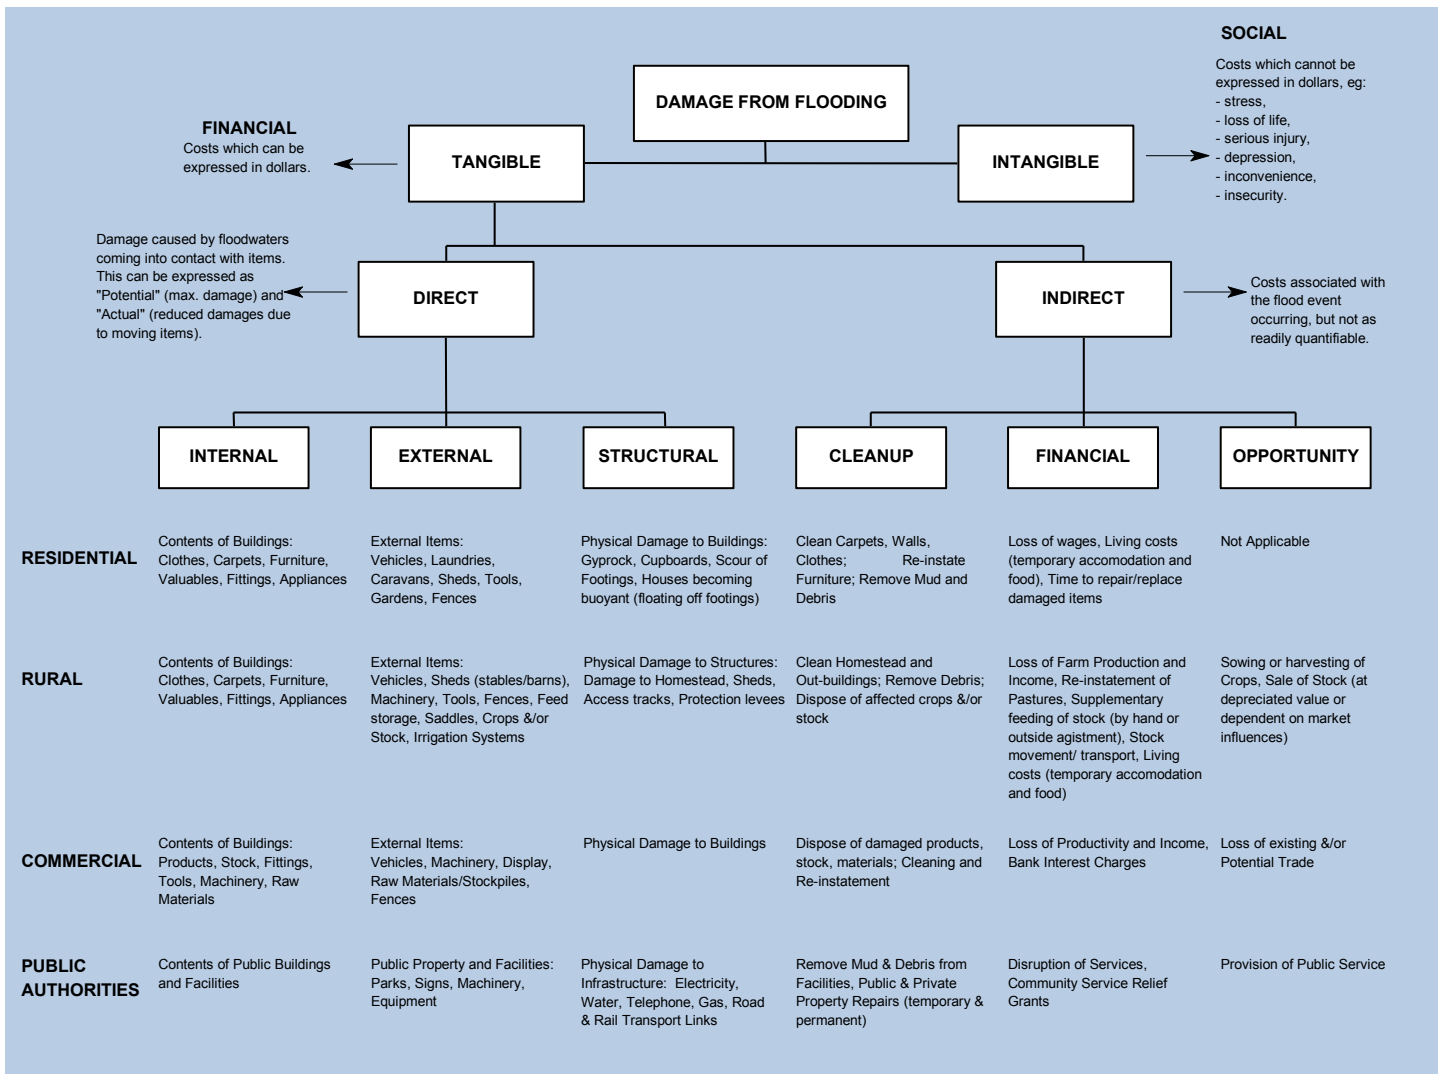 SOCIAL
Costs which cannot be
expressed in dollars, eg:
- stress,
- loss of life,
- serious injury,
- depression,
- inconvenience,
- insecurity.
DAMAGE FROM FLOODING
FINANCIAL
Costs which can be
expressed in dollars.
TANGIBLE
INTANGIBLE
Damage caused by floodwaters
coming into contact with items.
This can be expressed as
"Potential" (max. damage) and
"Actual" (reduced damages due
to moving items).
DIRECT
INDIRECT
Costs associated with
the flood event
occurring, but not as
readily quantifiable.
INTERNAL
EXTERNAL
STRUCTURAL
CLEANUP
FINANCIAL
OPPORTUNITY
RESIDENTIAL
Contents of Buildings:
Clothes, Carpets, Furniture,
Valuables, Fittings, Appliances
External Items:
Vehicles, Laundries,
Caravans, Sheds, Tools,
Gardens, Fences
Physical Damage to Buildings:
Gyprock, Cupboards, Scour of
Footings, Houses becoming
buoyant (floating off footings)
Clean Carpets, Walls,
Clothes; Re-instate
Furniture; Remove Mud and
Debris
Loss of wages, Living costs
(temporary accomodation and
food), Time to repair/replace
damaged items
Not Applicable
RURAL
Contents of Buildings:
Clothes, Carpets, Furniture,
Valuables, Fittings, Appliances
External Items:
Vehicles, Sheds (stables/barns),
Machinery, Tools, Fences, Feed
storage, Saddles, Crops &/or
Stock, Irrigation Systems
Physical Damage to Structures:
Damage to Homestead, Sheds,
Access tracks, Protection levees
Clean Homestead and
Out-buildings; Remove Debris;
Dispose of affected crops &/or
stock
Loss of Farm Production and
Income, Re-instatement of
Pastures, Supplementary
feeding of stock (by hand or
outside agistment), Stock
movement/ transport, Living
costs (temporary accomodation
and food)
Sowing or harvesting of
Crops, Sale of Stock (at
depreciated value or
dependent on market
influences)
COMMERCIAL
Contents of Buildings:
Products, Stock, Fittings,
Tools, Machinery, Raw
Materials
External Items:
Vehicles, Machinery, Display,
Raw Materials/Stockpiles,
Fences
Physical Damage to Buildings
Dispose of damaged products,
stock, materials; Cleaning and
Re-instatement
Loss of Productivity and Income,
Bank Interest Charges
Loss of existing &/or
Potential Trade
PUBLIC
AUTHORITIES
Contents of Public Buildings
and Facilities
Public Property and Facilities:
Parks, Signs, Machinery,
Equipment
Physical Damage to
Infrastructure: Electricity,
Water, Telephone, Gas, Road
& Rail Transport Links
Remove Mud & Debris from
Facilities, Public & Private
Property Repairs (temporary &
permanent)
Disruption of Services,
Community Service Relief
Grants
Provision of Public Service